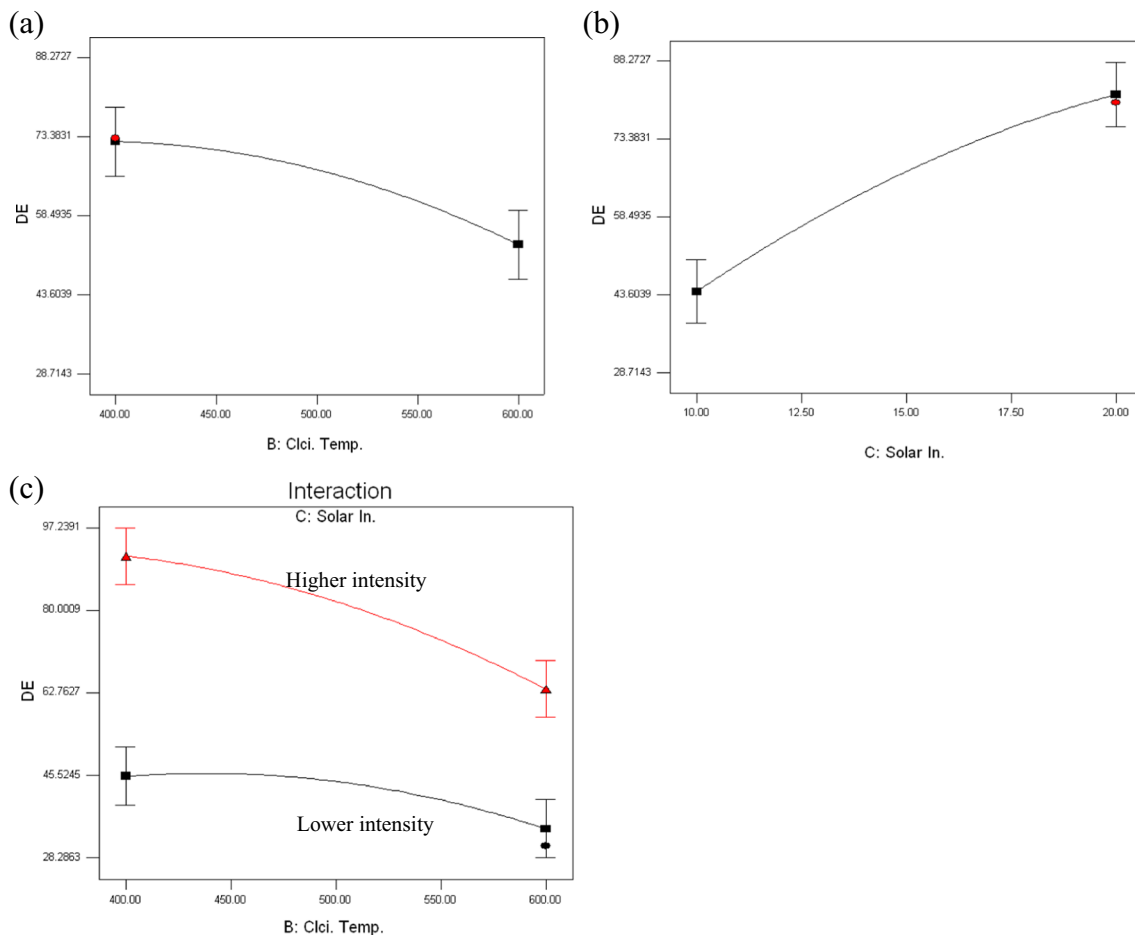 (a)
88.2727
73.3831
58.4935
43.6039
28.7143
DE
400.00 450.00 500.00 550.00 600.00
B: Clci. Temp.
(b)
88.2727
73.3831
58.4935
43.6039
28.7143
DE
10.00 12.50 15.00 17.50 20.00
C: Solar In.
(c)
Interaction
C: Solar In.
97.2391
80.0009
62.7627
45.5245
28.2863
DE
Higher intensity
Lower intensity
400.00 450.00 500.00 550.00 600.00
B: Clci. Temp.